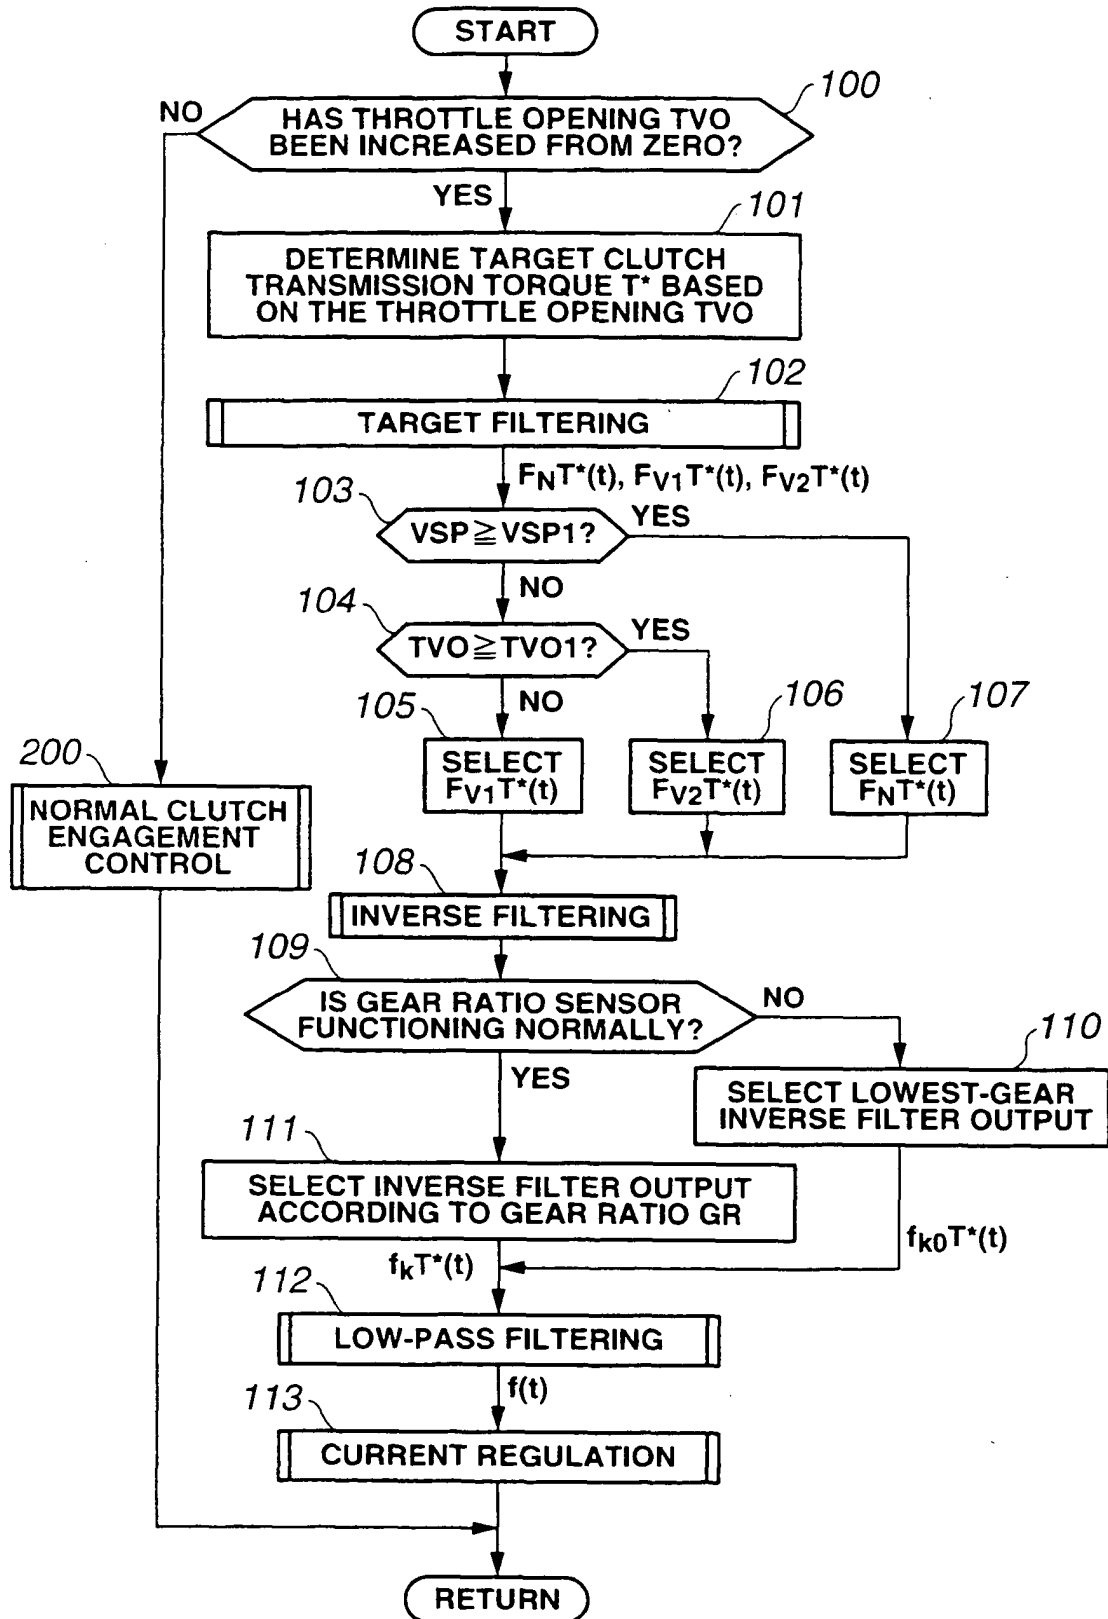 START
100
NO
HAS THROTTLE OPENING TVO
BEEN INCREASED FROM ZERO?
YES
101
DETERMINE TARGET CLUTCH
TRANSMISSION TORQUE T* BASED
ON THE THROTTLE OPENING TVO
102
TARGET FILTERING
FNT*(t), FV1T*(t), FV2T*(t)
103
VSP≧VSP1?
YES
NO
104
TVO≧TVO1?
YES
NO
105
106
107
SELECT
FV1T*(t)
SELECT
FV2T*(t)
SELECT
FNT*(t)
200
NORMAL CLUTCH
ENGAGEMENT
CONTROL
108
INVERSE FILTERING
109
IS GEAR RATIO SENSOR
FUNCTIONING NORMALLY?
NO
YES
110
SELECT LOWEST-GEAR
INVERSE FILTER OUTPUT
111
SELECT INVERSE FILTER OUTPUT
ACCORDING TO GEAR RATIO GR
fk0T*(t)
fkT*(t)
112
LOW-PASS FILTERING
f(t)
113
CURRENT REGULATION
RETURN